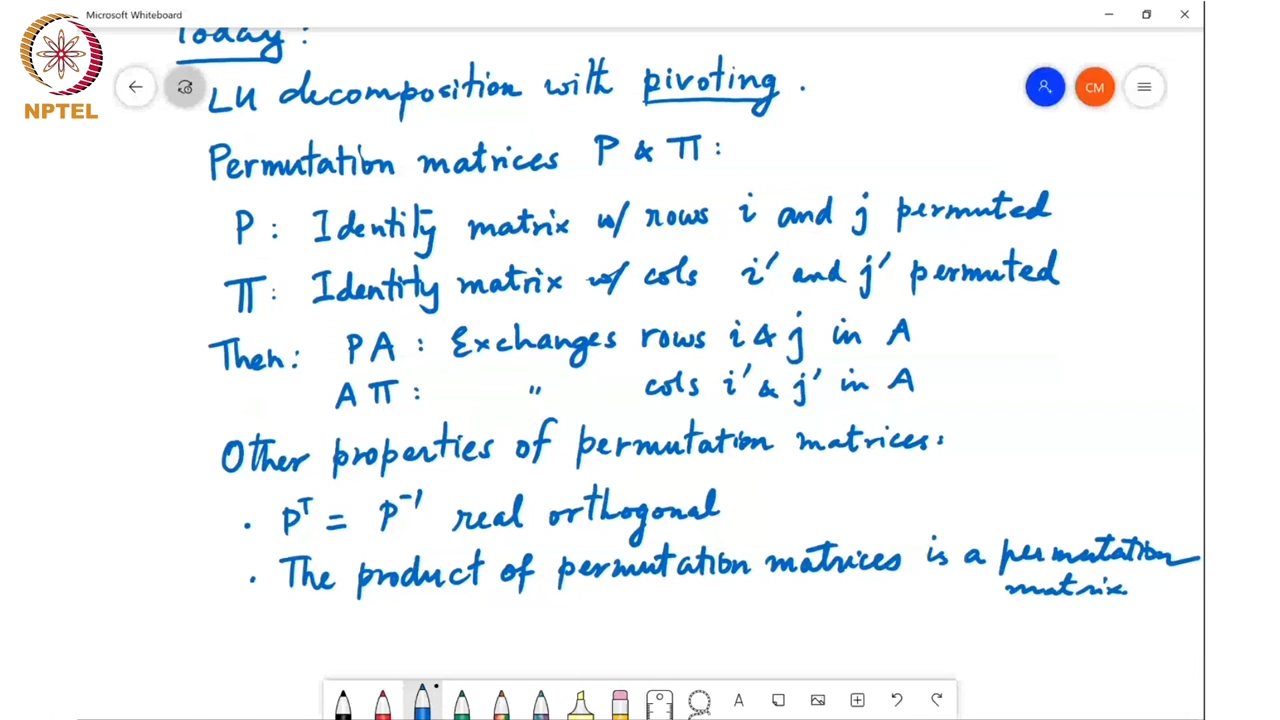 Microsoft Whiteboard
Today:
NPTEL
CM
LU decomposition with pivoting.
Permutation matrices P & Π:
P: Identity matrix w/ rows i and j permuted
Π: Identity matrix w/ cols i' and j' permuted
Then: PA: Exchanges rows i & j in A
AΠ: " cols i' & j' in A
Other properties of permutation matrices:
· Pᵀ = P⁻¹ real orthogonal
· The product of permutation matrices is a permutation
matrix
A